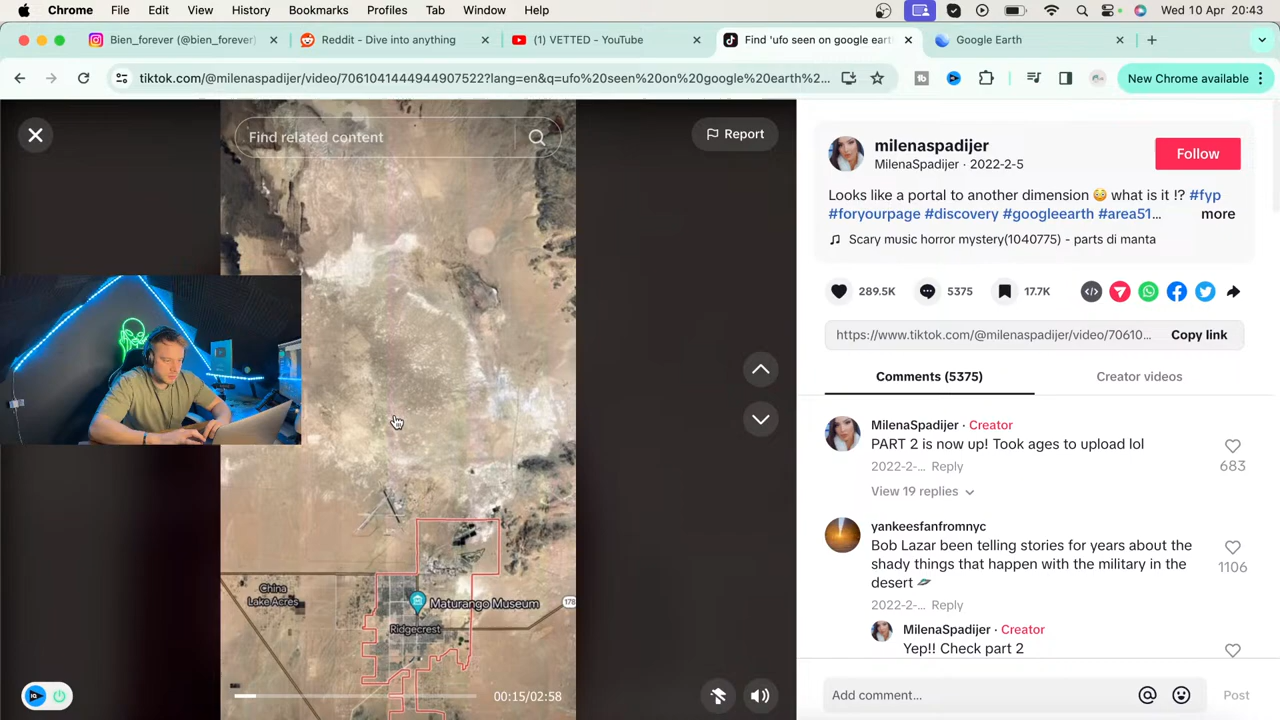 Chrome File Edit View History Bookmarks Profiles Tab Window Help Wed 10 Apr 20:43
Bien_forever (@bien_forever) Reddit - Dive into anything (1) VETTED - YouTube Find 'ufo seen on google eart Google Earth
tiktok.com/@milenaspadijer/video/7061041444944907522?lang=en&q=ufo%20seen%20on%20google%20earth%20... New Chrome available
Find related content
Report
China
Lake Acres
Maturango Museum
178
Ridgecrest
00:15/02:58
milenaspadijer
MilenaSpadijer · 2022-2-5
Follow
Looks like a portal to another dimension 😳 what is it !? #fyp
#foryourpage #discovery #googleearth #area51... more
Scary music horror mystery(1040775) - parti di manta
289.5K 5375 17.7K
https://www.tiktok.com/@milenaspadijer/video/70610... Copy link
Comments (5375) Creator videos
MilenaSpadijer · Creator
PART 2 is now up! Took ages to upload lol
2022-2-... Reply
683
View 19 replies
yankeesfanfromnyc
Bob Lazar been telling stories for years about the
shady things that happen with the military in the
desert
1106
2022-2-... Reply
MilenaSpadijer · Creator
Yep!! Check part 2
Add comment... Post